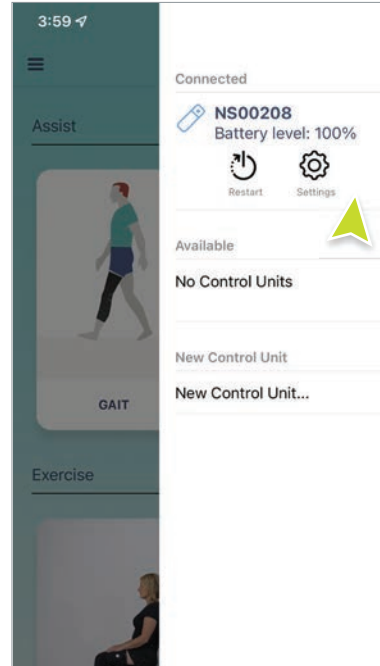 3:59
Connected
Assist
NS00208
Battery level: 100%
Restart
Settings
Available
No Control Units
New Control Unit
GAIT
New Control Unit...
Exercise